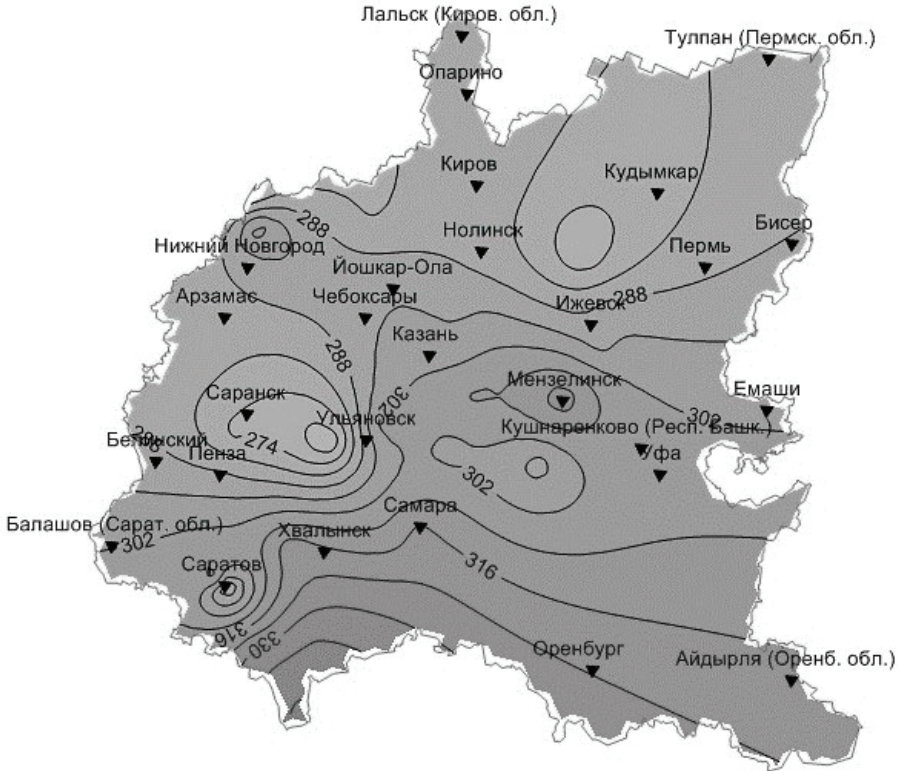 Лальск (Киров. обл.)
Тулпан (Пермск. обл.)
Опарино
Киров
Кудымкар
288
Нолинск
Бисер
Нижний Новгород
Пермь
Йошкар-Ола
Арзамас
Чебоксары
Ижевск
288
Казань
288
Мензелинск
Емаши
Саранск
302
302
Ульяновск
Кушнаренково (Респ. Башк.)
274
288
Белинский
Пенза
Уфа
302
Самара
Балашов (Сарат. обл.)
Хвалынск
302
Саратов
316
316
330
Оренбург
Айдырля (Оренб. обл.)